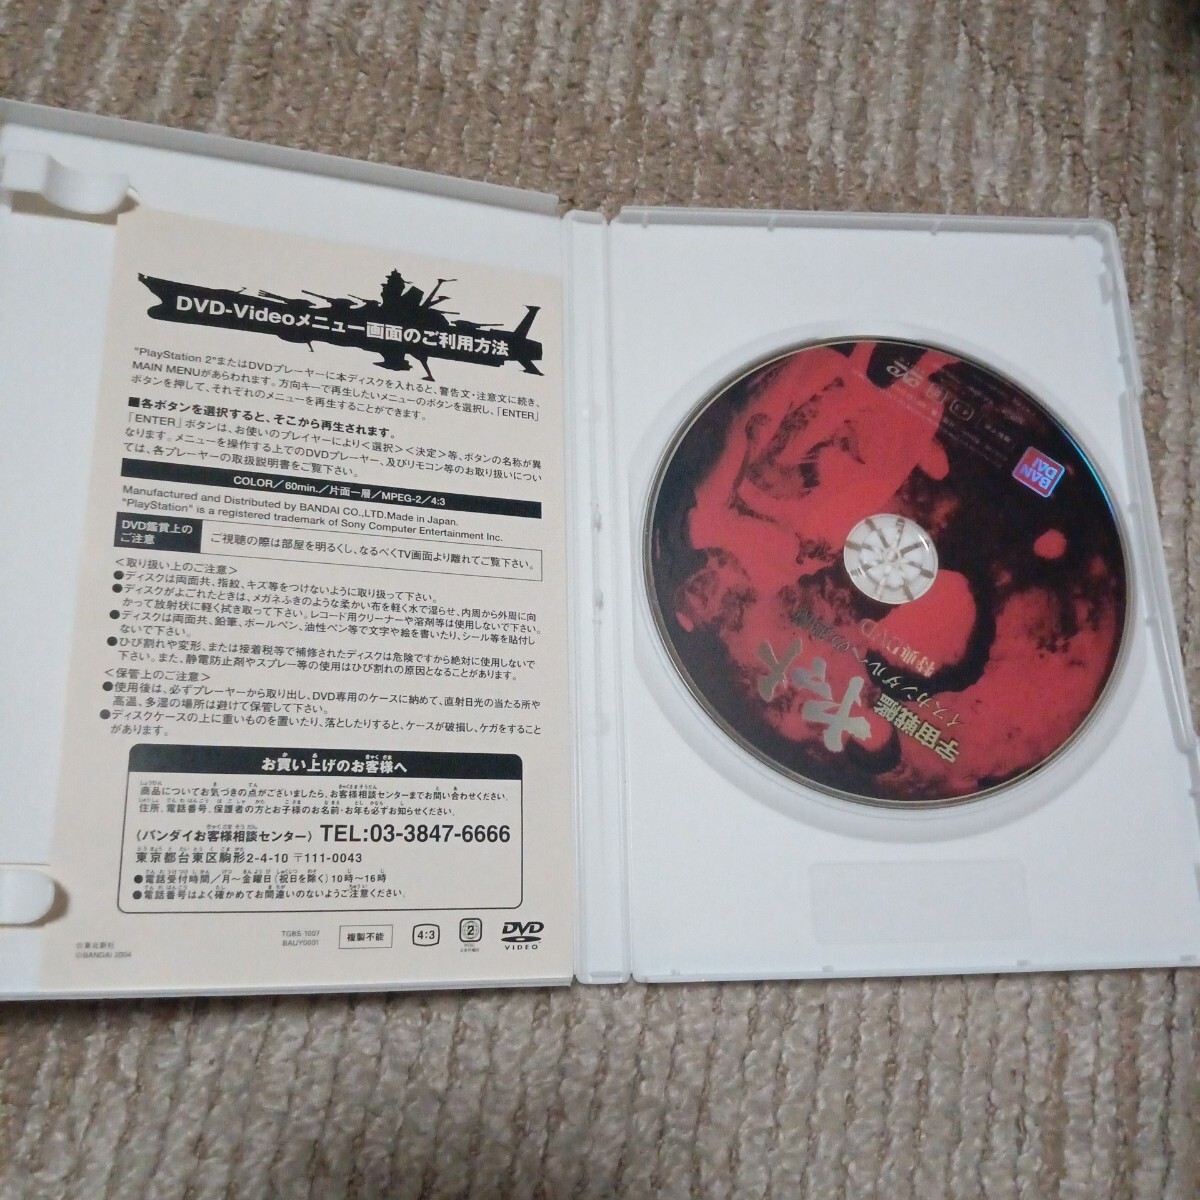 DVD-Videoメニュー画面のご利用方法
"PlayStation 2"またはDVDプレーヤーに本ディスクを入れると、警告文・注意文に続き、
MAIN MENUがあらわれます。方向キーで再生したいメニューのボタンを選択し、「ENTER」
ボタンを押して、それぞれのメニューを再生することができます。
■各ボタンを選択すると、そこから再生されます。
「ENTER」ボタンは、お使いのプレイヤーにより<選択><決定>等、ボタンの名称が異
なります。メニューを操作する上でのDVDプレーヤー、及びリモコン等のお取り扱いについ
ては、各プレーヤーの取扱説明書をご覧下さい。
COLOR／60min.／片面一層／MPEG-2／4:3
Manufactured and Distributed by BANDAI CO.,LTD.Made in Japan.
"PlayStation" is a registered trademark of Sony Computer Entertainment Inc.
DVD鑑賞上の
ご注意
ご視聴の際は部屋を明るくし、なるべくTV画面より離れてご覧下さい。
<取り扱い上のご注意>
●ディスクは両面共、指紋、キズ等をつけないように取り扱って下さい。
●ディスクがよごれたときは、メガネふきのような柔かい布を軽く水で湿らせ、内周から外周に向
かって放射状に軽く拭き取って下さい。レコード用クリーナーや溶剤等は使用しないで下さい。
●ディスクは両面共、鉛筆、ボールペン、油性ペン等で文字や絵を書いたり、シール等を貼付し
ないで下さい。
●ひび割れや変形、または接着税等で補修されたディスクは危険ですから絶対に使用しないで
下さい。また、静電防止剤やスプレー等の使用はひび割れの原因となることがあります。
<保管上のご注意>
●使用後は、必ずプレーヤーから取り出し、DVD専用のケースに納めて、直射日光の当たる所や
高温、多湿の場所は避けて保管して下さい。
●ディスクケースの上に重いものを置いたり、落としたりすると、ケースが破損し、ケガをすること
があります。
お買い上げのお客様へ
商品についてお気づきの点がございましたら、お客様相談センターまでお問い合わせください。
住所、電話番号、保護者の方とお子様のお名前・お年も必ずお知らせください。
(バンダイお客様相談センター) TEL:03-3847-6666
東京都台東区駒形2-4-10 〒111-0043
●電話受付時間／月～金曜日(祝日を除く)10時～16時
●電話番号はよく確かめてお間違いのないようご注意ください。
TGBS-1007
BAUY0001
複製不能
4:3
2
DVD
VIDEO
©東北新社
©BANDAI 2004
BAN
DAI
宇宙戦艦
ヤマト
イスカンダルへの追憶
特典DVD